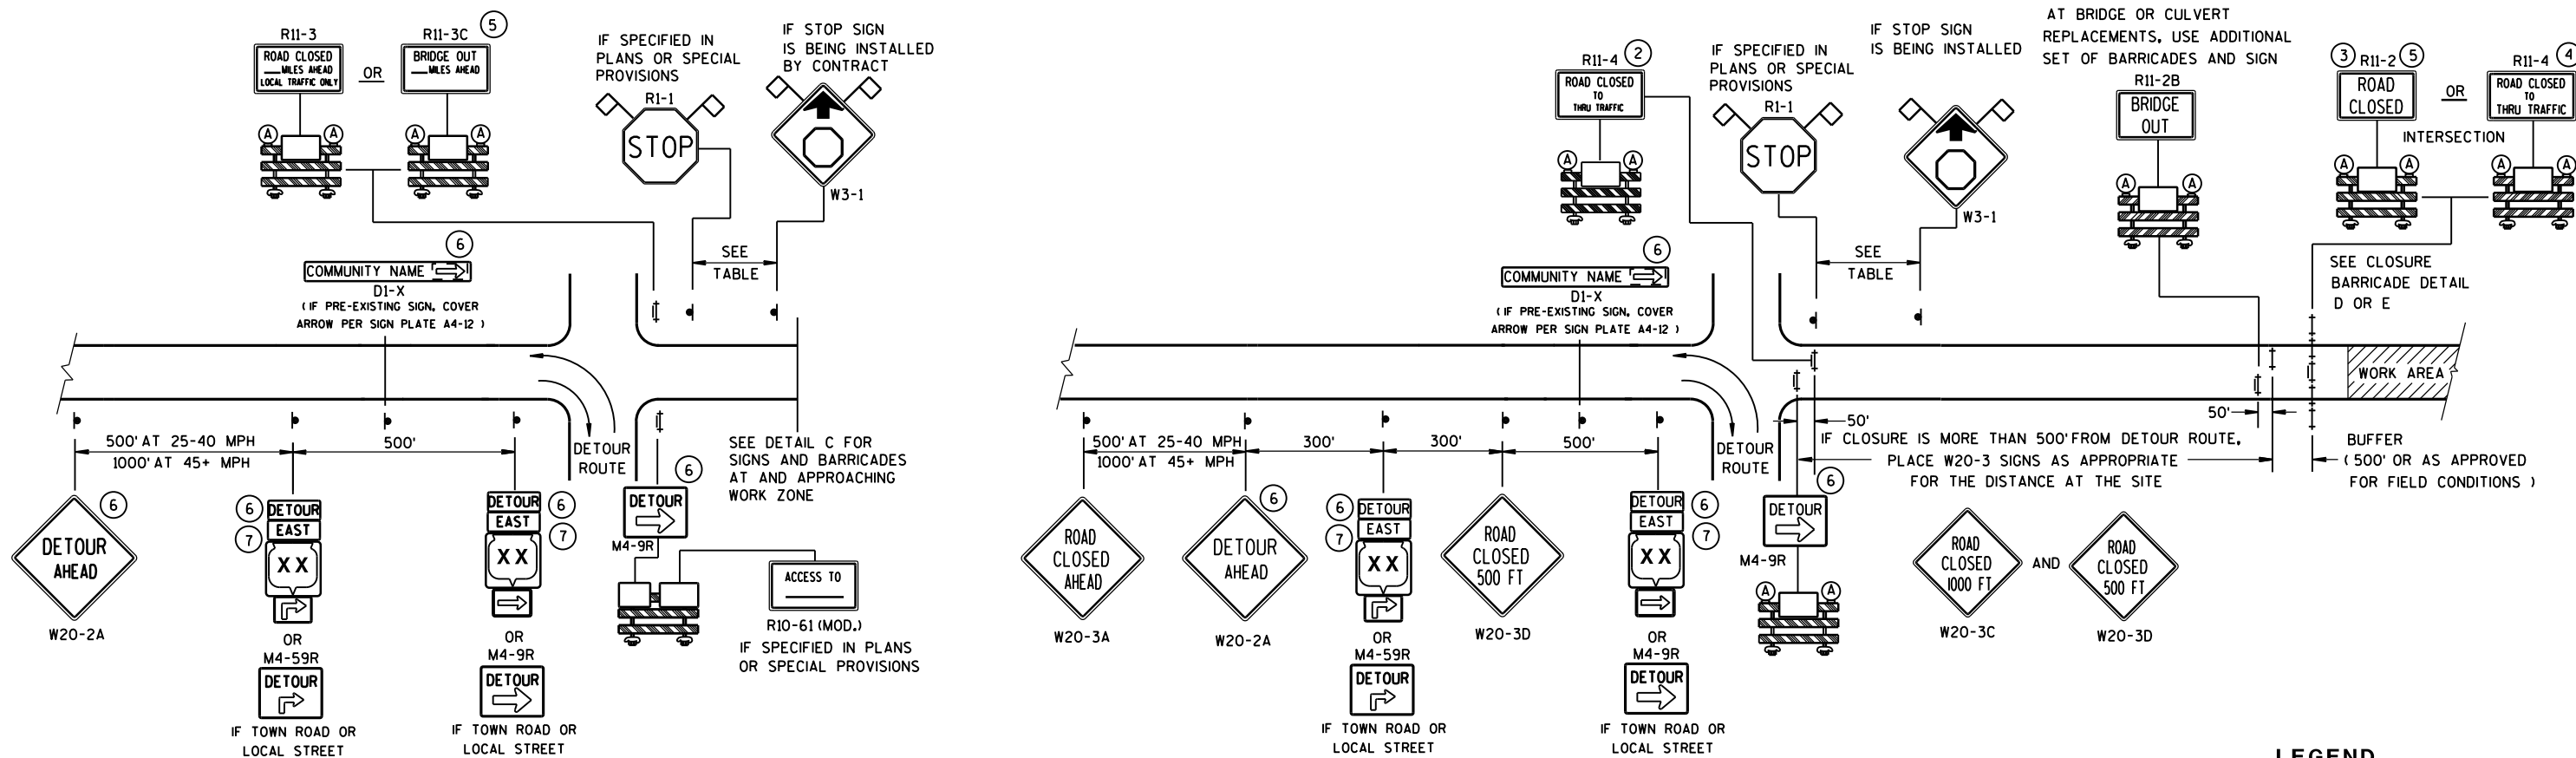 R11-3
ROAD CLOSED
___MILES AHEAD
LOCAL TRAFFIC ONLY
OR
R11-3C
5
BRIDGE OUT
___MILES AHEAD
A
A
A
A
IF SPECIFIED IN
PLANS OR SPECIAL
PROVISIONS
R1-1
STOP
IF STOP SIGN
IS BEING INSTALLED
BY CONTRACT
W3-1
SEE
TABLE
6
COMMUNITY NAME
D1-X
(IF PRE-EXISTING SIGN, COVER
ARROW PER SIGN PLATE A4-12)
500' AT 25-40 MPH
1000' AT 45+ MPH
500'
DETOUR
ROUTE
SEE DETAIL C FOR
SIGNS AND BARRICADES
AT AND APPROACHING
WORK ZONE
6
DETOUR
AHEAD
W20-2A
6
7
DETOUR
EAST
XX
OR
M4-59R
DETOUR
IF TOWN ROAD OR
LOCAL STREET
DETOUR
EAST
6
7
XX
OR
M4-9R
DETOUR
IF TOWN ROAD OR
LOCAL STREET
6
DETOUR
M4-9R
ACCESS TO
R10-61 (MOD.)
IF SPECIFIED IN PLANS
OR SPECIAL PROVISIONS
R11-4
2
ROAD CLOSED
TO
THRU TRAFFIC
A
A
IF SPECIFIED IN
PLANS OR SPECIAL
PROVISIONS
R1-1
STOP
IF STOP SIGN
IS BEING INSTALLED
W3-1
SEE
TABLE
AT BRIDGE OR CULVERT
REPLACEMENTS, USE ADDITIONAL
SET OF BARRICADES AND SIGN
R11-2B
BRIDGE
OUT
A
A
3
R11-2
5
ROAD
CLOSED
OR
R11-4
4
ROAD CLOSED
TO
THRU TRAFFIC
INTERSECTION
A
A
A
A
SEE CLOSURE
BARRICADE DETAIL
D OR E
6
COMMUNITY NAME
D1-X
(IF PRE-EXISTING SIGN, COVER
ARROW PER SIGN PLATE A4-12)
WORK AREA
500' AT 25-40 MPH
1000' AT 45+ MPH
300'
300'
500'
DETOUR
ROUTE
50'
IF CLOSURE IS MORE THAN 500' FROM DETOUR ROUTE,
PLACE W20-3 SIGNS AS APPROPRIATE
FOR THE DISTANCE AT THE SITE
50'
BUFFER
(500' OR AS APPROVED
FOR FIELD CONDITIONS)
ROAD
CLOSED
AHEAD
W20-3A
6
DETOUR
AHEAD
W20-2A
6
7
DETOUR
EAST
XX
OR
M4-59R
DETOUR
IF TOWN ROAD OR
LOCAL STREET
ROAD
CLOSED
500 FT
W20-3D
DETOUR
EAST
6
7
XX
OR
M4-9R
DETOUR
IF TOWN ROAD OR
LOCAL STREET
6
DETOUR
M4-9R
A
A
ROAD
CLOSED
1000 FT
W20-3C
AND
ROAD
CLOSED
500 FT
W20-3D
LEGEND